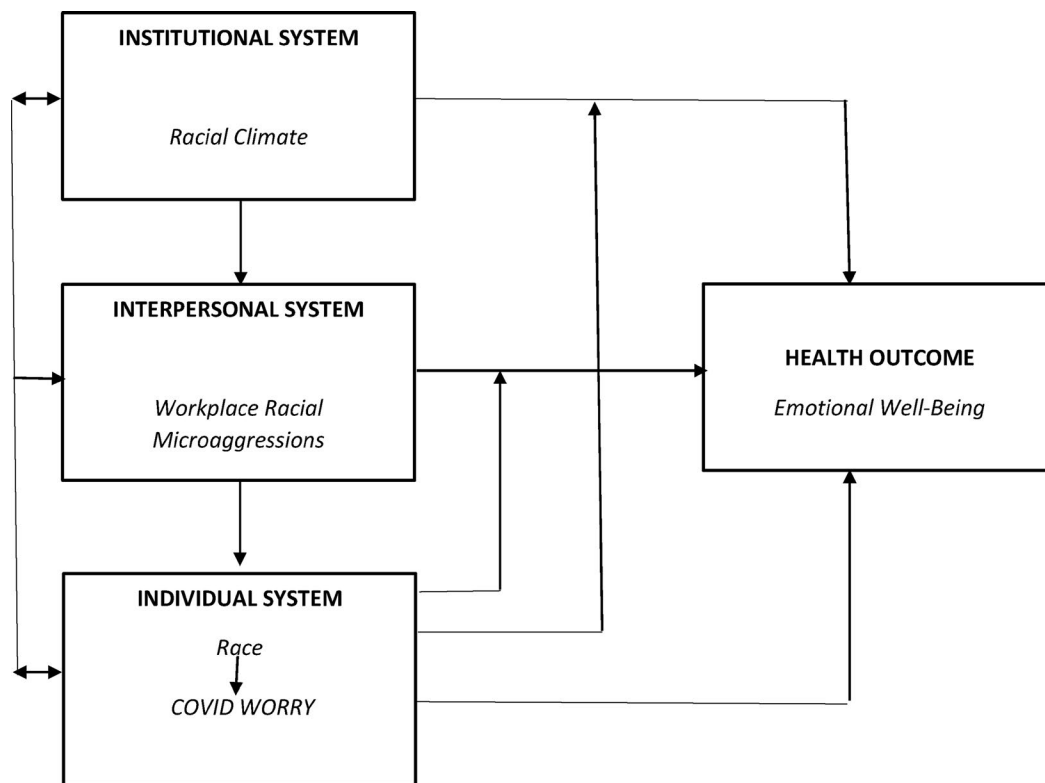 INSTITUTIONAL SYSTEM
Racial Climate
INTERPERSONAL SYSTEM
Workplace Racial
Microaggressions
HEALTH OUTCOME
Emotional Well-Being
INDIVIDUAL SYSTEM
Race
COVID WORRY